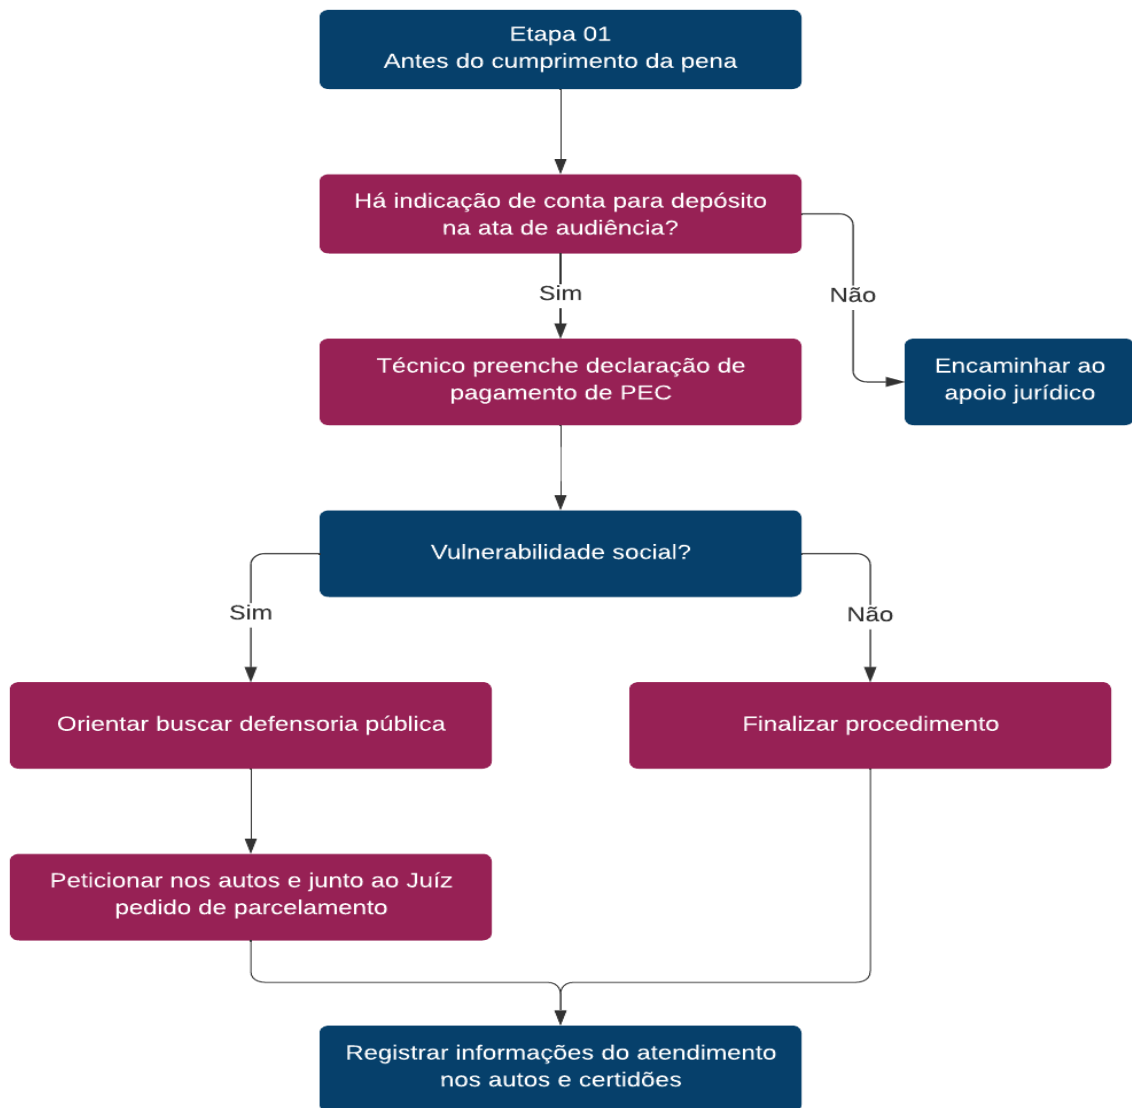 Etapa 01
Antes do cumprimento da pena
Há indicação de conta para depósito
na ata de audiência?
Sim
Não
Técnico preenche declaração de
pagamento de PEC
Encaminhar ao
apoio jurídico
Vulnerabilidade social?
Sim
Não
Orientar buscar defensoria pública
Finalizar procedimento
Peticionar nos autos e junto ao Juíz
pedido de parcelamento
Registrar informações do atendimento
nos autos e certidões